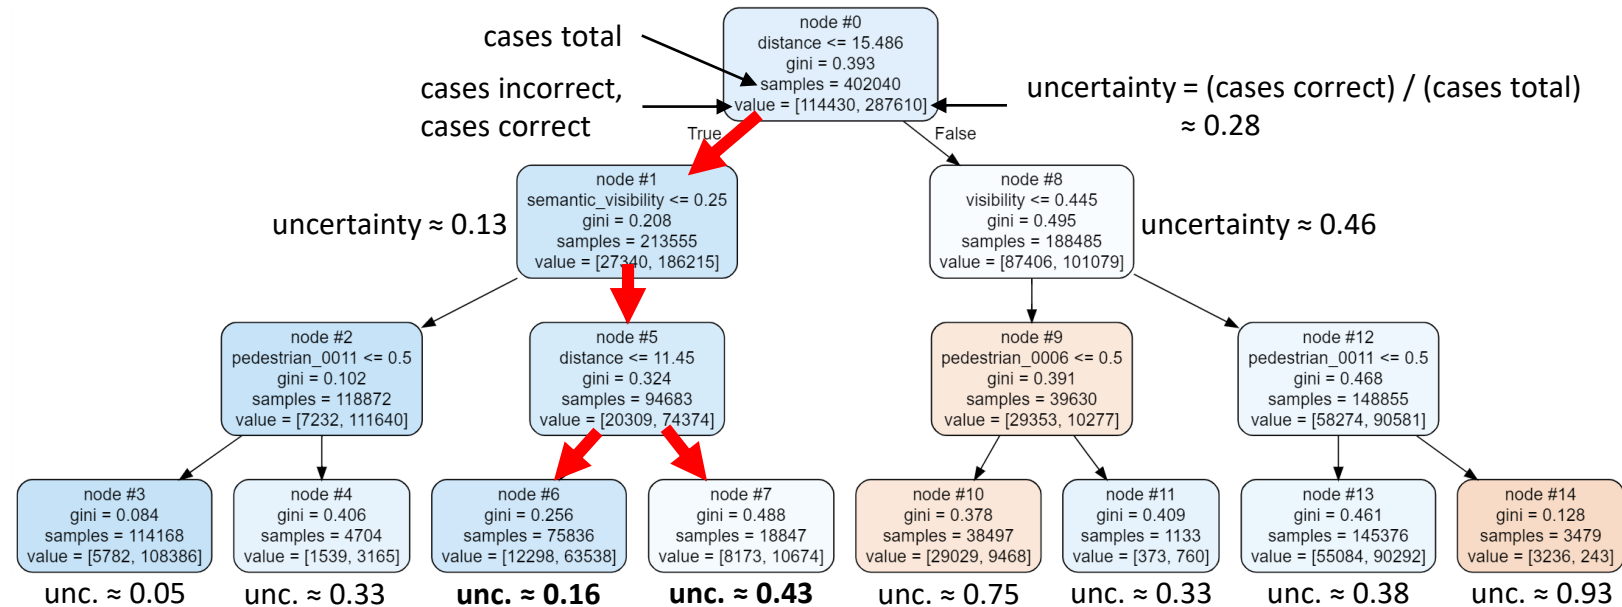 node #0
distance <= 15.486
gini = 0.393
samples = 402040
value = [114430, 287610]
cases total
cases incorrect,
cases correct
uncertainty = (cases correct) / (cases total)
≈ 0.28
True
False
node #1
semantic_visibility <= 0.25
gini = 0.208
samples = 213555
value = [27340, 186215]
uncertainty ≈ 0.13
node #8
visibility <= 0.445
gini = 0.495
samples = 188485
value = [87406, 101079]
uncertainty ≈ 0.46
node #2
pedestrian_0011 <= 0.5
gini = 0.102
samples = 118872
value = [7232, 111640]
node #5
distance <= 11.45
gini = 0.324
samples = 94683
value = [20309, 74374]
node #9
pedestrian_0006 <= 0.5
gini = 0.391
samples = 39630
value = [29353, 10277]
node #12
pedestrian_0011 <= 0.5
gini = 0.468
samples = 148855
value = [58274, 90581]
node #3
gini = 0.084
samples = 114168
value = [5782, 108386]
unc. ≈ 0.05
node #4
gini = 0.406
samples = 4704
value = [1539, 3165]
unc. ≈ 0.33
node #6
gini = 0.256
samples = 75836
value = [12298, 63538]
unc. ≈ 0.16
node #7
gini = 0.488
samples = 18847
value = [8173, 10674]
unc. ≈ 0.43
node #10
gini = 0.378
samples = 38497
value = [29029, 9468]
unc. ≈ 0.75
node #11
gini = 0.409
samples = 1133
value = [373, 760]
unc. ≈ 0.33
node #13
gini = 0.461
samples = 145376
value = [55084, 90292]
unc. ≈ 0.38
node #14
gini = 0.128
samples = 3479
value = [3236, 243]
unc. ≈ 0.93